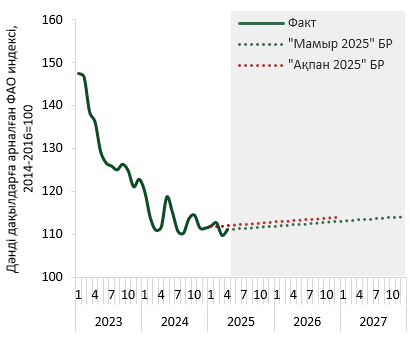 Факт
"Мамыр 2025" БР
"Ақпан 2025" БР
Дәнді дақылдарға арналған ФАО индексі,
2014-2016=100
160
150
140
130
120
110
100
1 4 7 10 1 4 7 10 1 4 7 10 1 4 7 10 1 4 7 10
2023 2024 2025 2026 2027